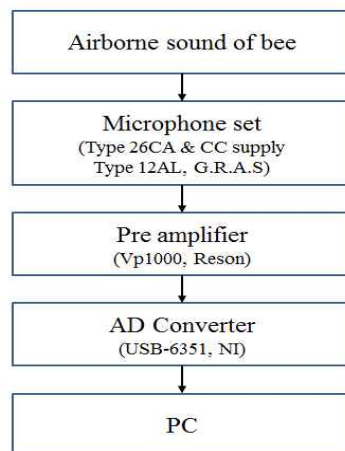 Airborne sound of bee
Microphone set
(Type 26CA & CC supply
Type 12AL, G.R.A.S)
Pre amplifier
(Vp1000, Reson)
AD Converter
(USB-6351, NI)
PC